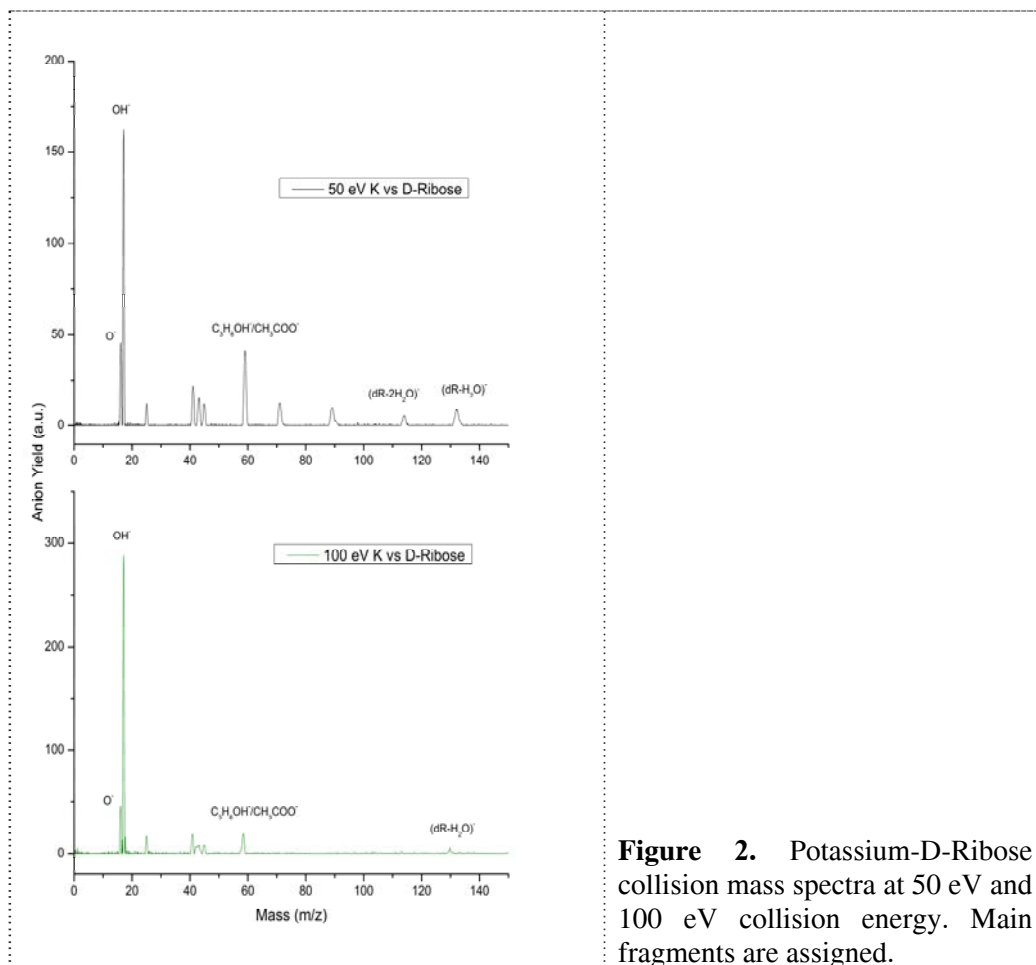 200
OH⁻
150
50 eV K vs D-Ribose
100
O⁻
50
C₃H₆OH⁻/CH₃COO⁻
(dR-2H₂O)⁻
(dR-H₂O)⁻
0
0 20 40 60 80 100 120 140
Anion Yield (a.u.)
OH⁻
300
100 eV K vs D-Ribose
200
100
O⁻
C₃H₆OH⁻/CH₃COO⁻
(dR-H₂O)⁻
0
0 20 40 60 80 100 120 140
Mass (m/z)
Figure 2. Potassium-D-Ribose
collision mass spectra at 50 eV and
100 eV collision energy. Main
fragments are assigned.